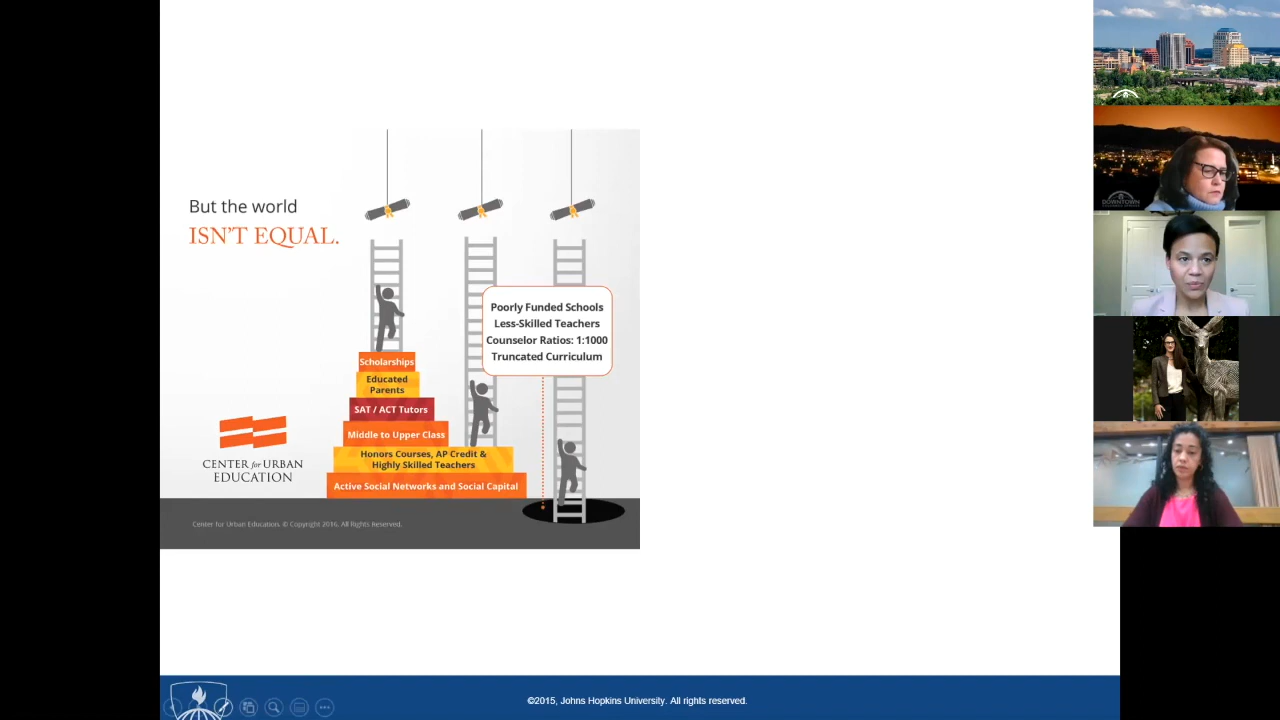 But the world
ISN'T EQUAL.
Poorly Funded Schools
Less-Skilled Teachers
Counselor Ratios: 1:1000
Truncated Curriculum
Scholarships
Educated
Parents
SAT / ACT Tutors
Middle to Upper Class
Honors Courses, AP Credit &
Highly Skilled Teachers
Active Social Networks and Social Capital
CENTER for URBAN
EDUCATION
Center for Urban Education. © Copyright 2016. All Rights Reserved.
DOWNTOWN
©2015, Johns Hopkins University. All rights reserved.